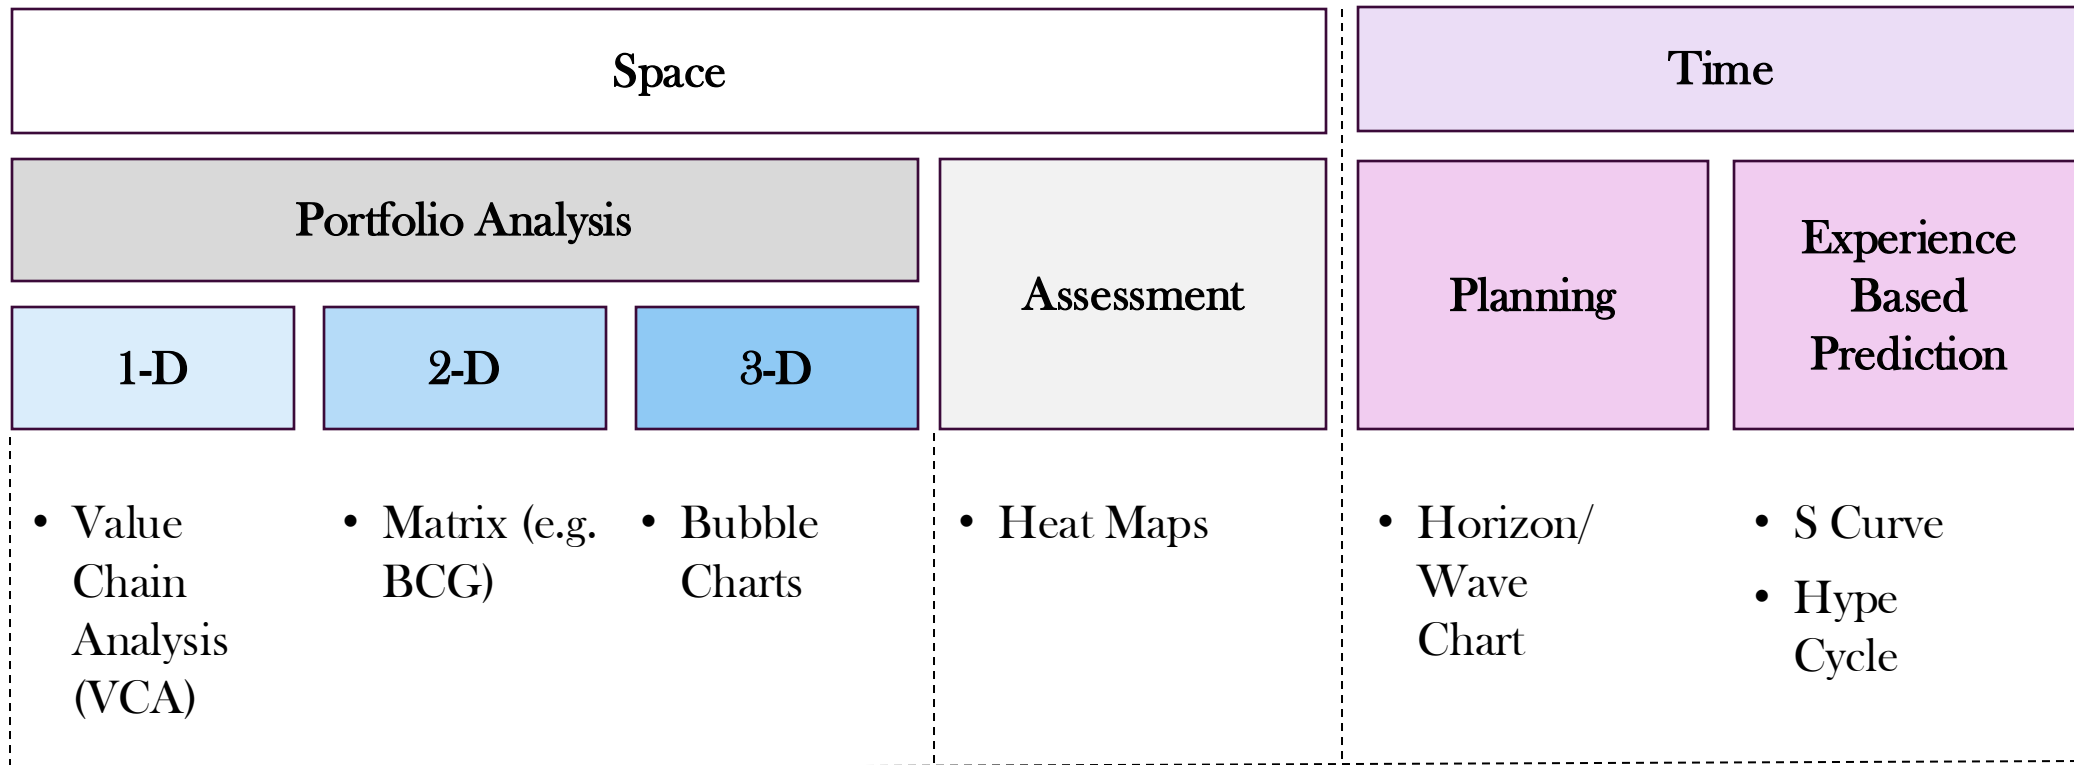 Space
Time
Portfolio Analysis
Assessment
Planning
Experience
Based
Prediction
1-D
2-D
3-D
• Value
Chain
Analysis
(VCA)
• Matrix (e.g.
BCG)
• Bubble
Charts
• Heat Maps
• Horizon/
Wave
Chart
• S Curve
• Hype
Cycle